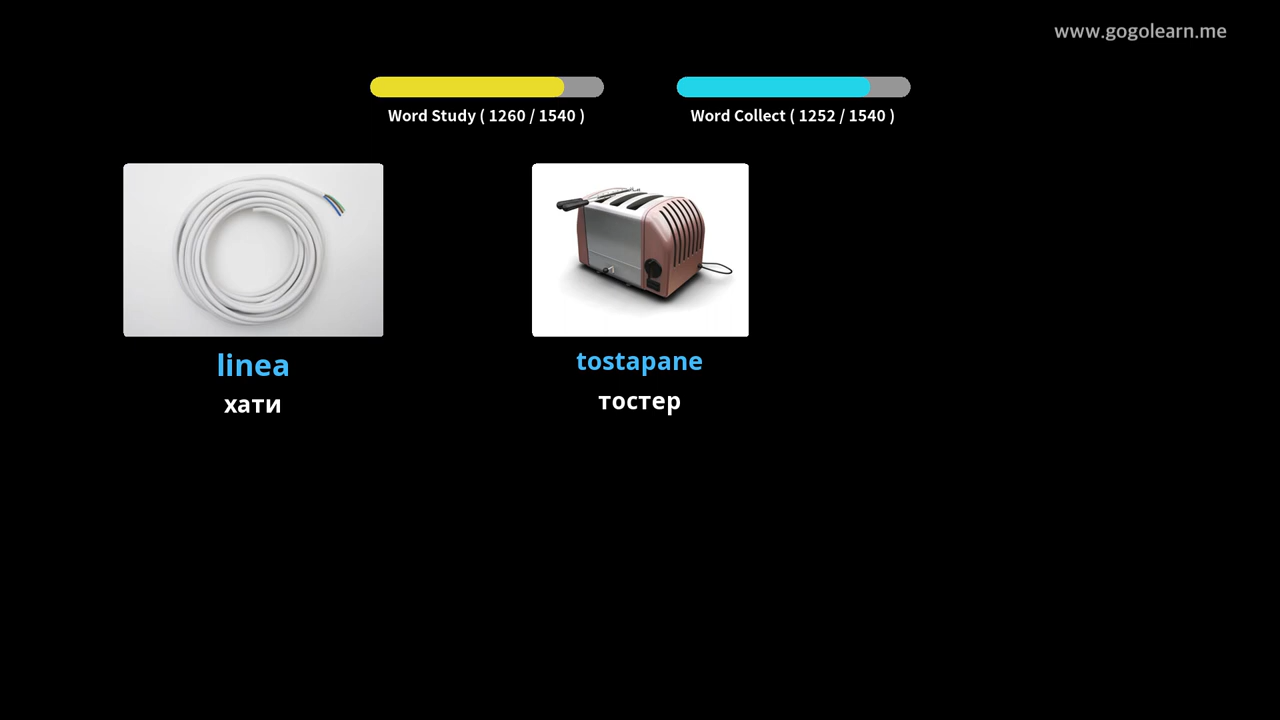 www.gogolearn.me
Word Study ( 1260 / 1540 )
Word Collect ( 1252 / 1540 )
linea
хати
tostapane
тостер